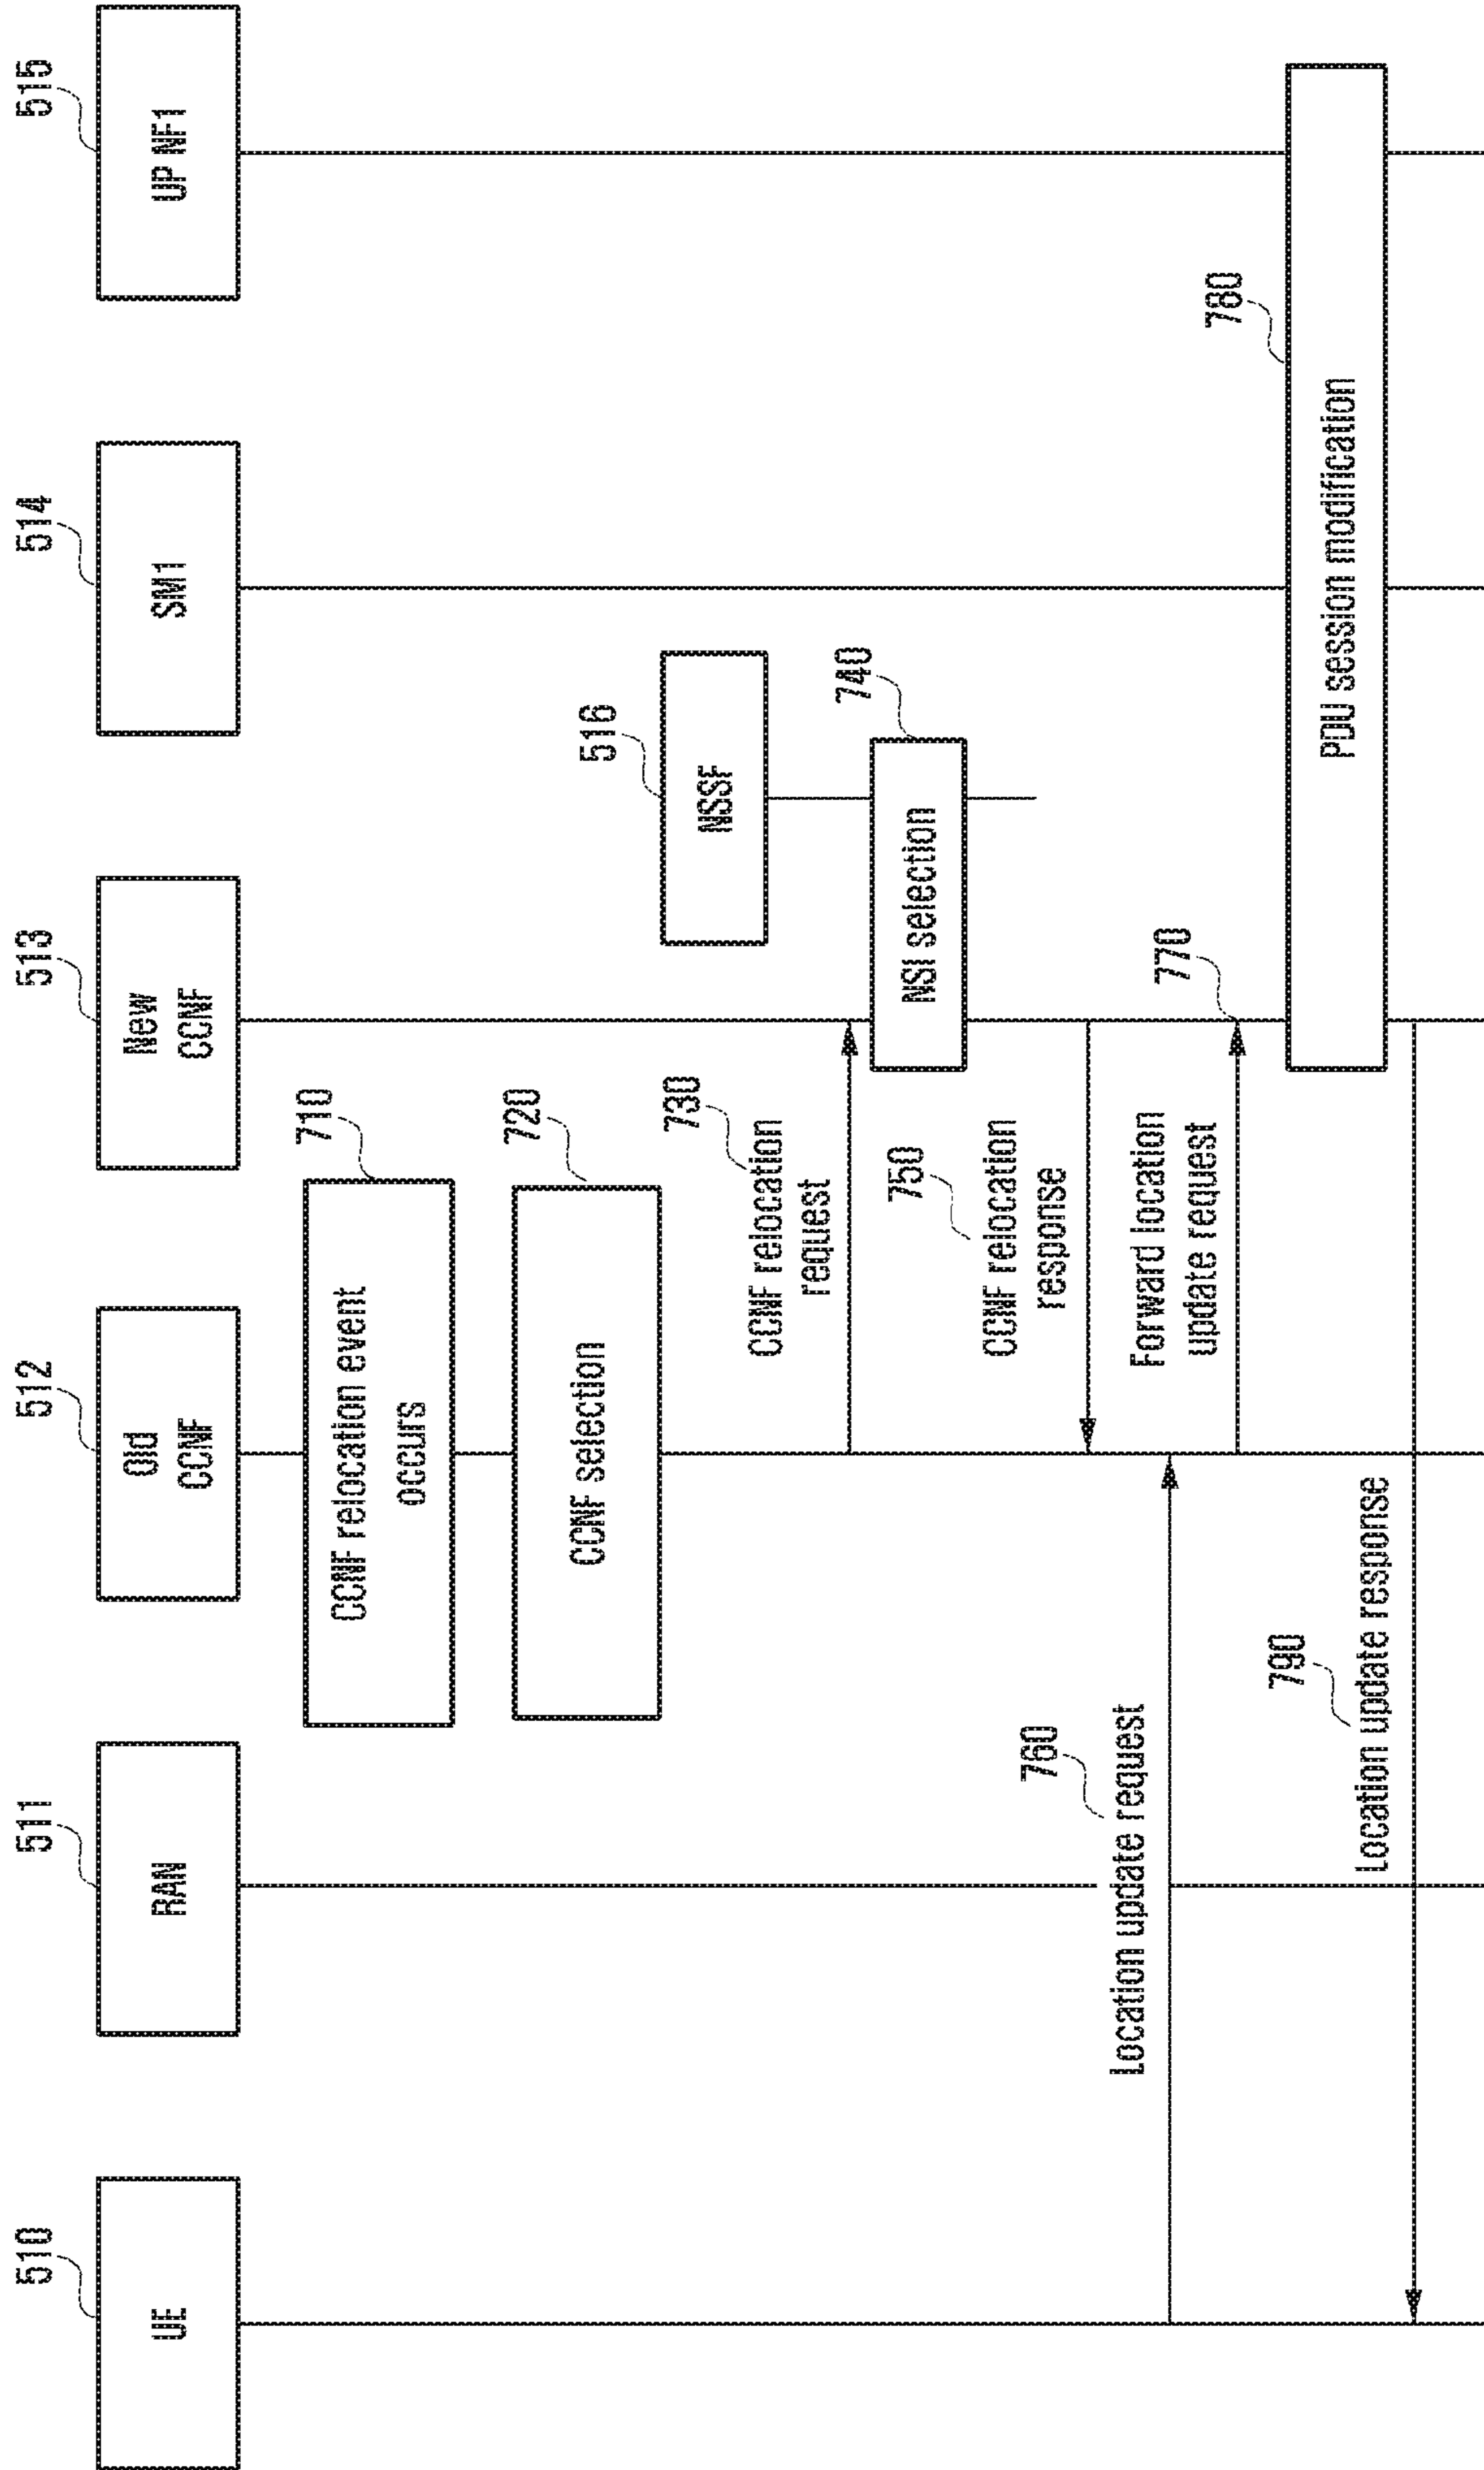 510
UE
511
RAN
512
Old
CCNF
513
New
CCNF
514
SM1
515
UP NF1
710
CCNF relocation event
occurs
720
CCNF selection
516
NSSF
730
CCNF relocation
request
740
NSI selection
750
CCNF relocation
response
760
Location update request
770
Forward location
update request
780
PDU session modification
790
Location update response